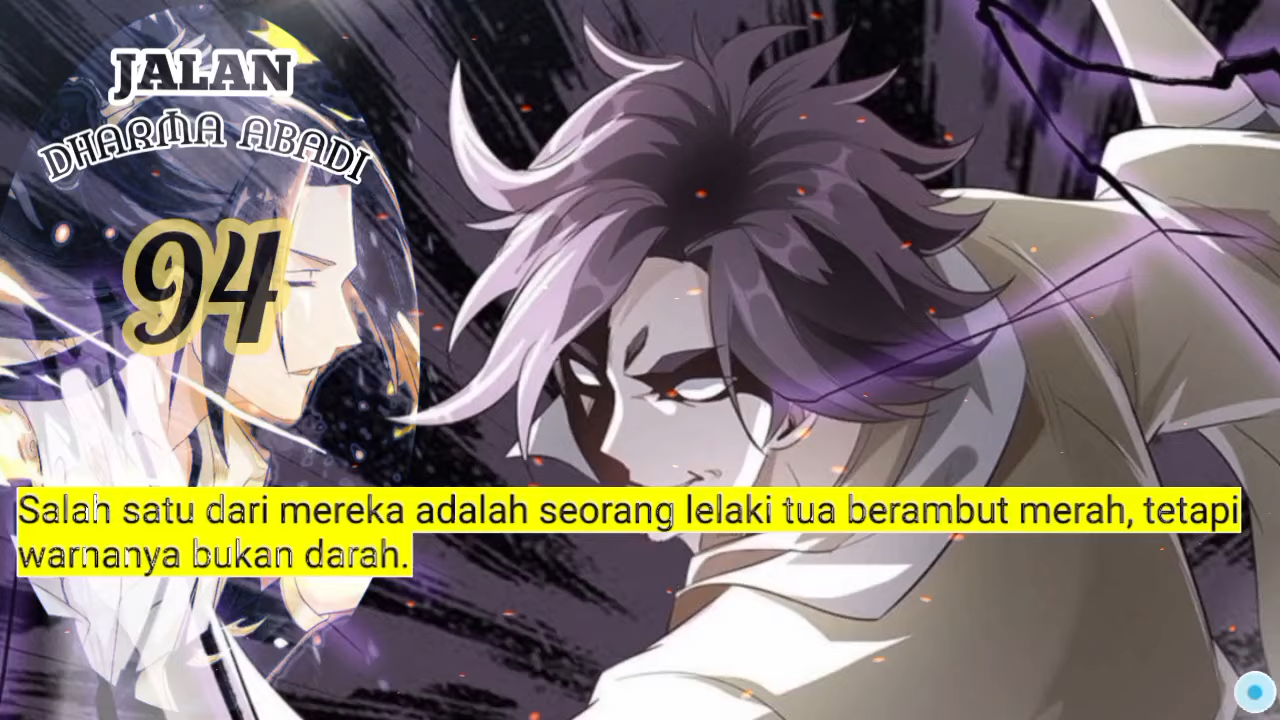 JALAN
DHARMA ABADI
94
Salah satu dari mereka adalah seorang lelaki tua berambut merah, tetapi
warnanya bukan darah.